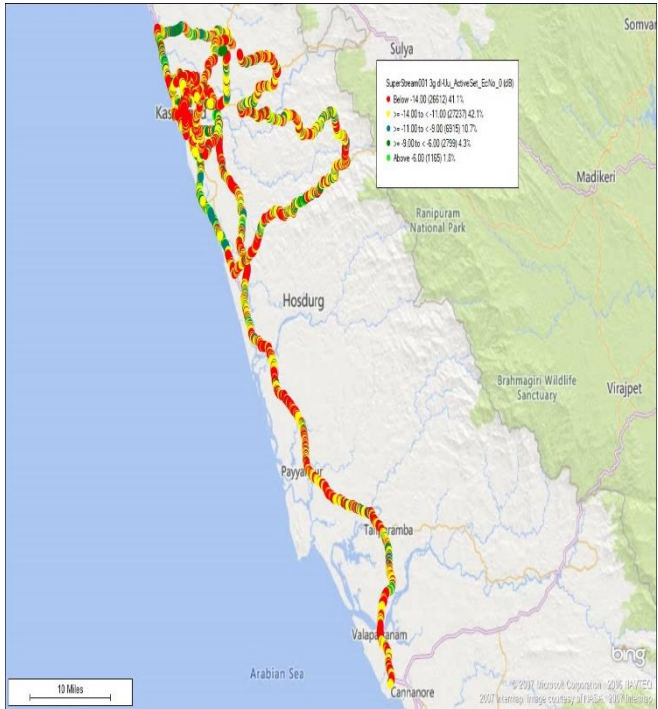 Somvar
Sulya
SuperStream001 3g dl-Uu_ActiveSet_EcNo_0 (dB)
Below -14.00 (26612) 41.1%
>= -14.00 to < -11.00 (27237) 42.1%
>= -11.00 to < -9.00 (6915) 10.7%
>= -9.00 to < -6.00 (2799) 4.3%
Above -6.00 (1165) 1.8%
Madikeri
Ranipuram
National Park
Hosdurg
Brahmagiri Wildlife
Sanctuary
Virajpet
bing
Arabian Sea
10 Miles
Cannanore
© 2007 Microsoft Corporation